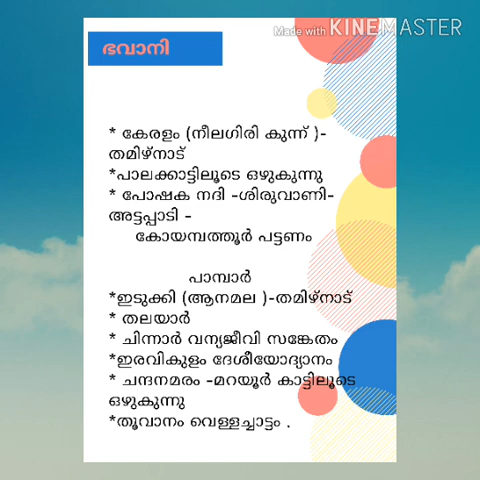 Made with KINEMASTER
ഭവാനി
* കേരളം (നീലഗിരി കുന്ന് )-
തമിഴ്നാട്
*പാലക്കാട്ടിലൂടെ ഒഴുകുന്നു
* പോഷക നദി -ശിരുവാണി-
അട്ടപ്പാടി -
കോയമ്പത്തൂർ പട്ടണം
പാമ്പാർ
*ഇടുക്കി (ആനമല )-തമിഴ്നാട്
* തലയാർ
* ചിന്നാർ വന്യജീവി സങ്കേതം
*ഇരവികുളം ദേശീയോദ്യാനം
* ചന്ദനമരം -മറയൂർ കാട്ടിലൂടെ
ഒഴുകുന്നു
*തൂവാനം വെള്ളച്ചാട്ടം .